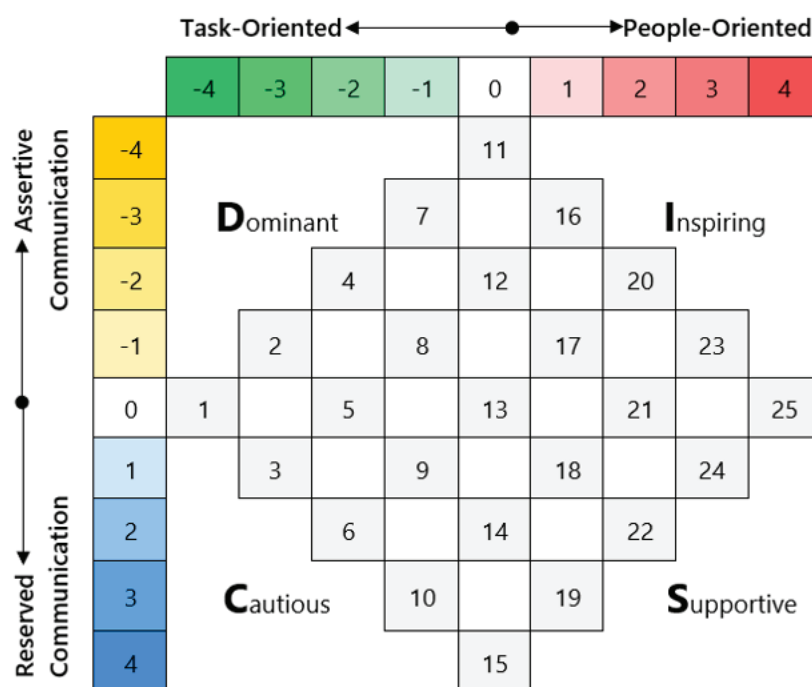 Task-Oriented People-Oriented
-4 -3 -2 -1 0 1 2 3 4
Assertive
Communication
Reserved
Communication
-4 11
-3 Dominant 7 16 Inspiring
-2 4 12 20
-1 2 8 17 23
0 1 5 13 21 25
1 3 9 18 24
2 6 14 22
3 Cautious 10 19 Supportive
4 15